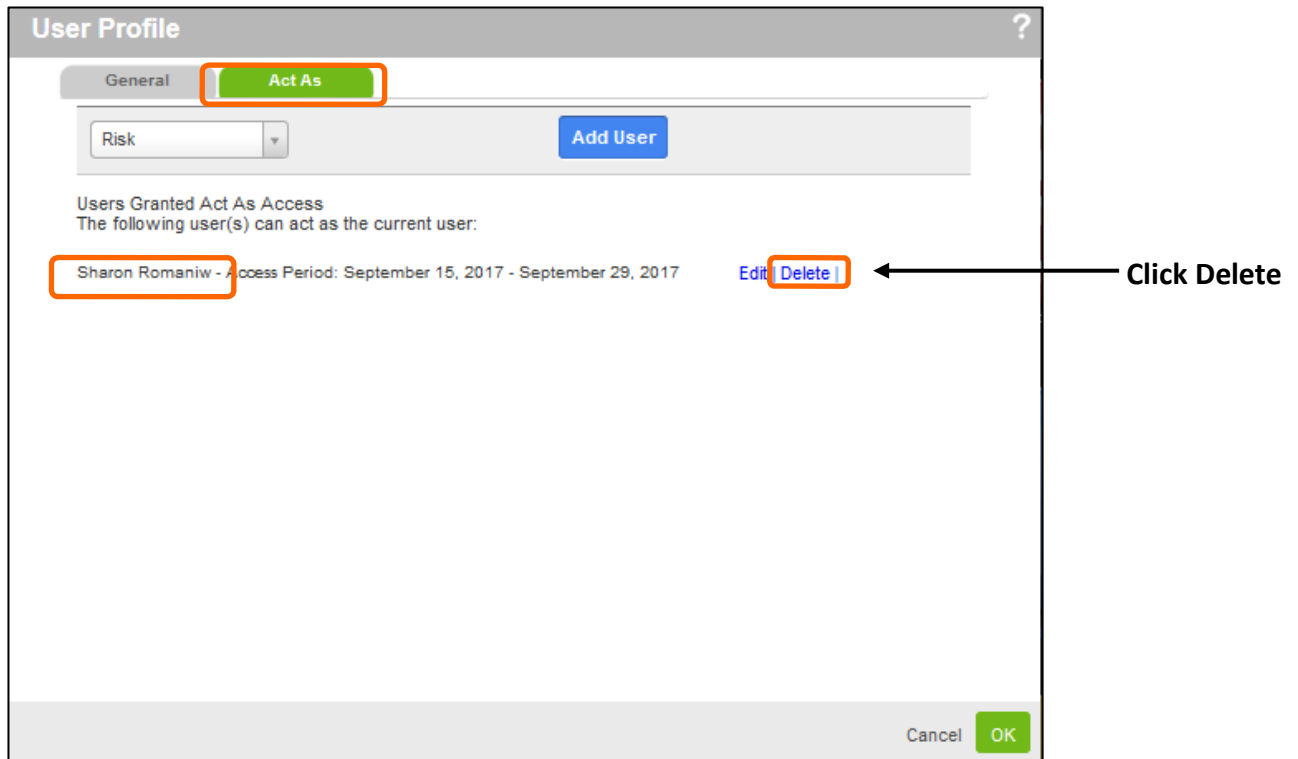 User Profile ?
General Act As
Risk Add User
Users Granted Act As Access
The following user(s) can act as the current user:
Sharon Romaniw - Access Period: September 15, 2017 - September 29, 2017 Edit | Delete |
Click Delete
Cancel OK